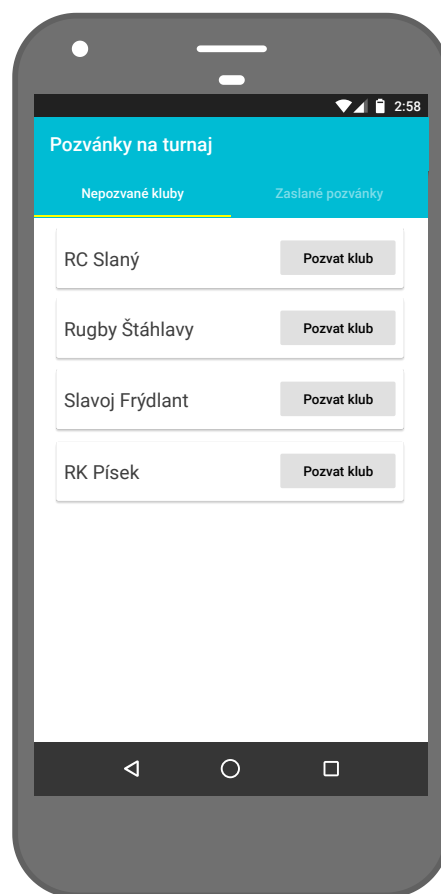 2:58
Pozvánky na turnaj
Nepozvané kluby Zaslané pozvánky
RC Slaný Pozvat klub
Rugby Štáhlavy Pozvat klub
Slavoj Frýdlant Pozvat klub
RK Písek Pozvat klub